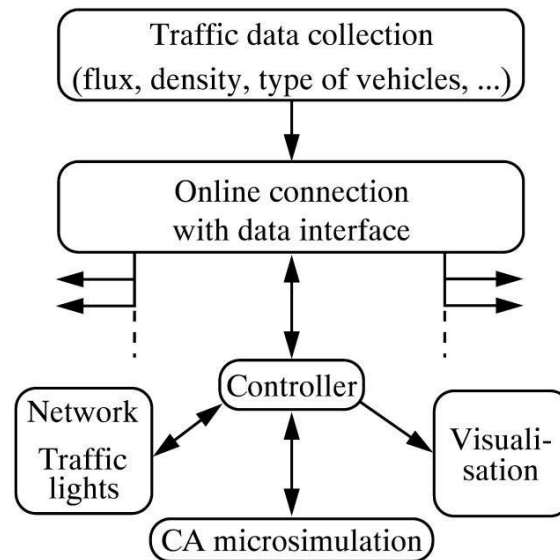 Traffic data collection
(flux, density, type of vehicles, ...)
Online connection
with data interface
Controller
Network
Traffic
lights
Visuali-
sation
CA microsimulation